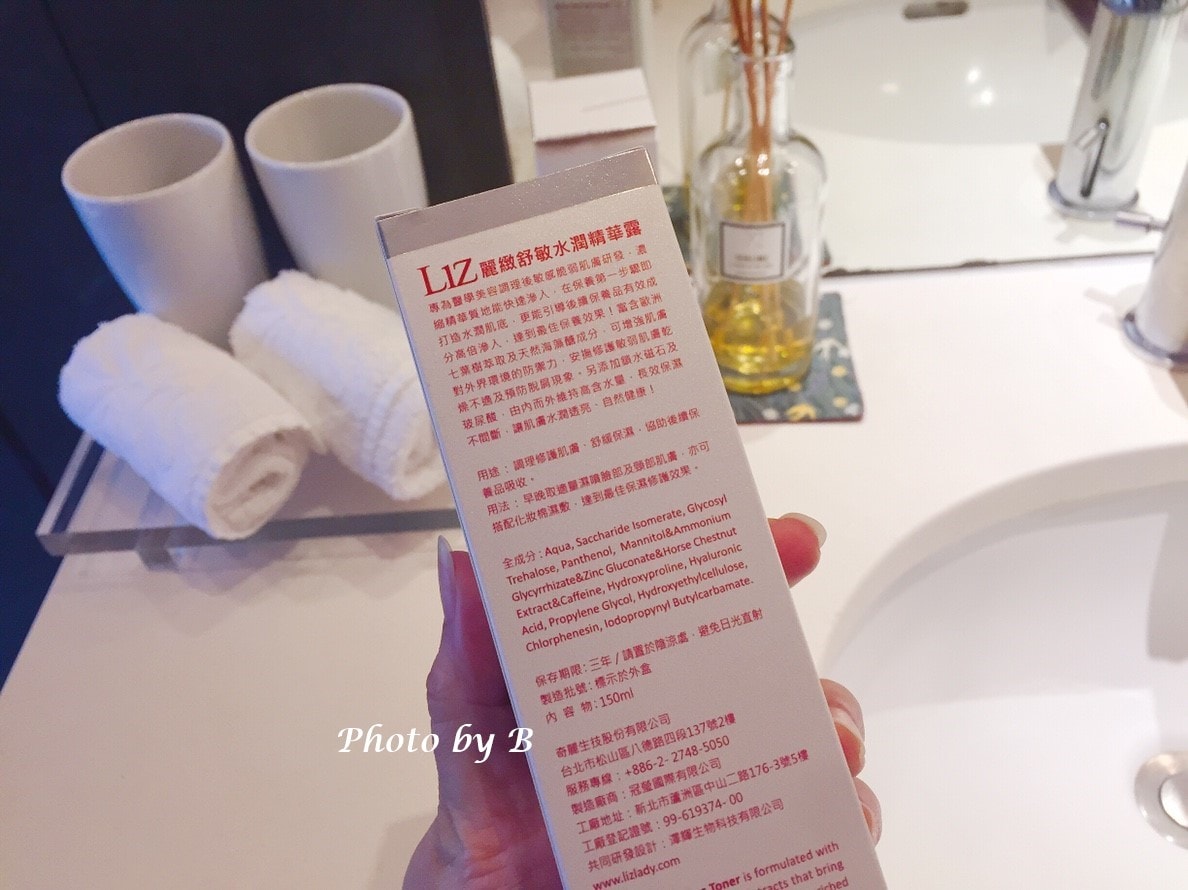 LIZ 麗緻舒敏水潤精華露
專為醫學美容調理後敏感脆弱肌膚研發，濃
縮精華質地能快速滲入，在保養第一步驟即
打造水潤肌底，更能引導後續保養品有效成
分高倍滲入，達到最佳保養效果！富含歐洲
七葉樹萃取及天然海藻醣成分，可增強肌膚
對外界環境的防禦力，安撫修護敏弱肌膚乾
燥不適及預防脫屑現象。另添加鎖水磁石及
玻尿酸，由內而外維持高含水量，長效保濕
不間斷，讓肌膚水潤透亮、自然健康！
用途：調理修護肌膚、舒緩保濕，協助後續保
養品吸收。
用法：早晚取適量濕噴臉部及頸部肌膚，亦可
搭配化妝棉濕敷，達到最佳保濕修護效果。
全成分：Aqua, Saccharide Isomerate, Glycosyl
Trehalose, Panthenol, Mannitol&Ammonium
Glycyrrhizate&Zinc Gluconate&Horse Chestnut
Extract&Caffeine, Hydroxyproline, Hyaluronic
Acid, Propylene Glycol, Hydroxyethylcellulose,
Chlorphenesin, Iodopropynyl Butylcarbamate.
保存期限：三年 / 請置於陰涼處，避免日光直射
製造批號：標示於外盒
內 容 物：150ml
奇麗生技股份有限公司
台北市松山區八德路四段137號2樓
服務專線：+886-2- 2748-5050
製造廠商：冠瑩國際有限公司
工廠地址：新北市蘆洲區中山二路176-3號5樓
工廠登記證號：99-619374- 00
共同研發設計：澤輝生物科技有限公司
www.lizlady.com
Toner is formulated with
that bring
Photo by B